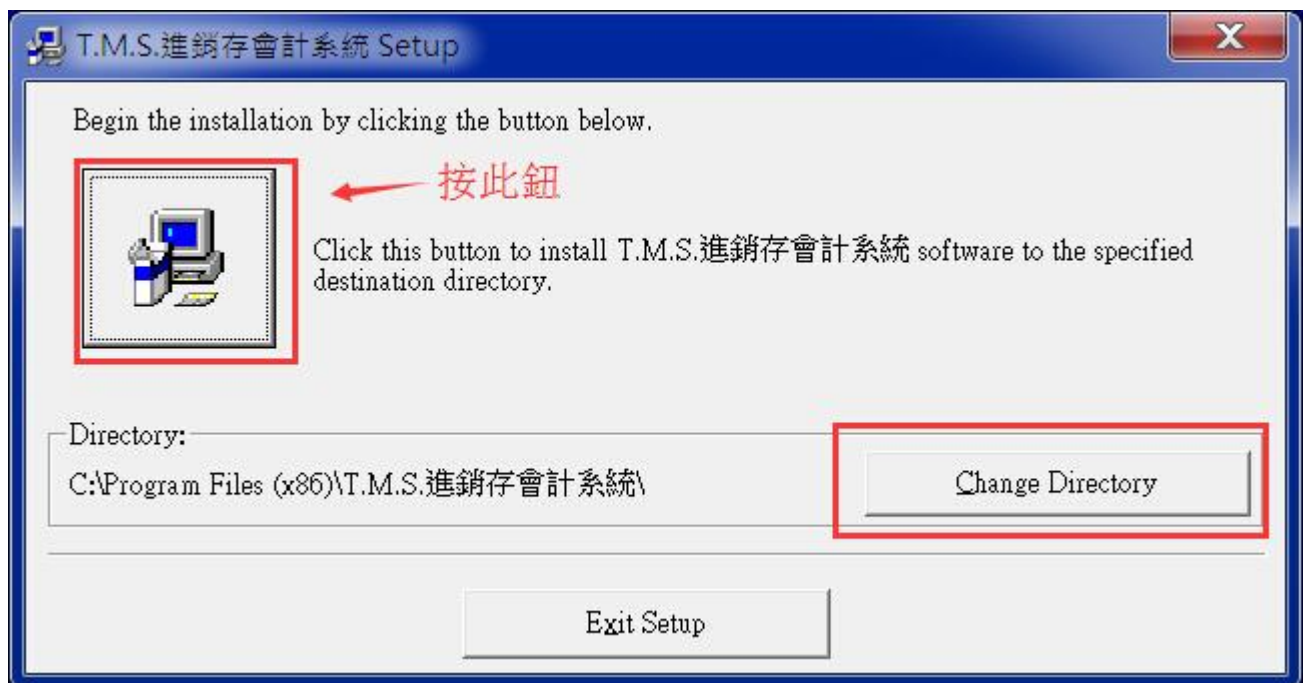 T.M.S.進銷存會計系統 Setup
Begin the installation by clicking the button below.
按此鈕
Click this button to install T.M.S.進銷存會計系統 software to the specified
destination directory.
Directory:
C:\Program Files (x86)\T.M.S.進銷存會計系統\
Change Directory
Exit Setup